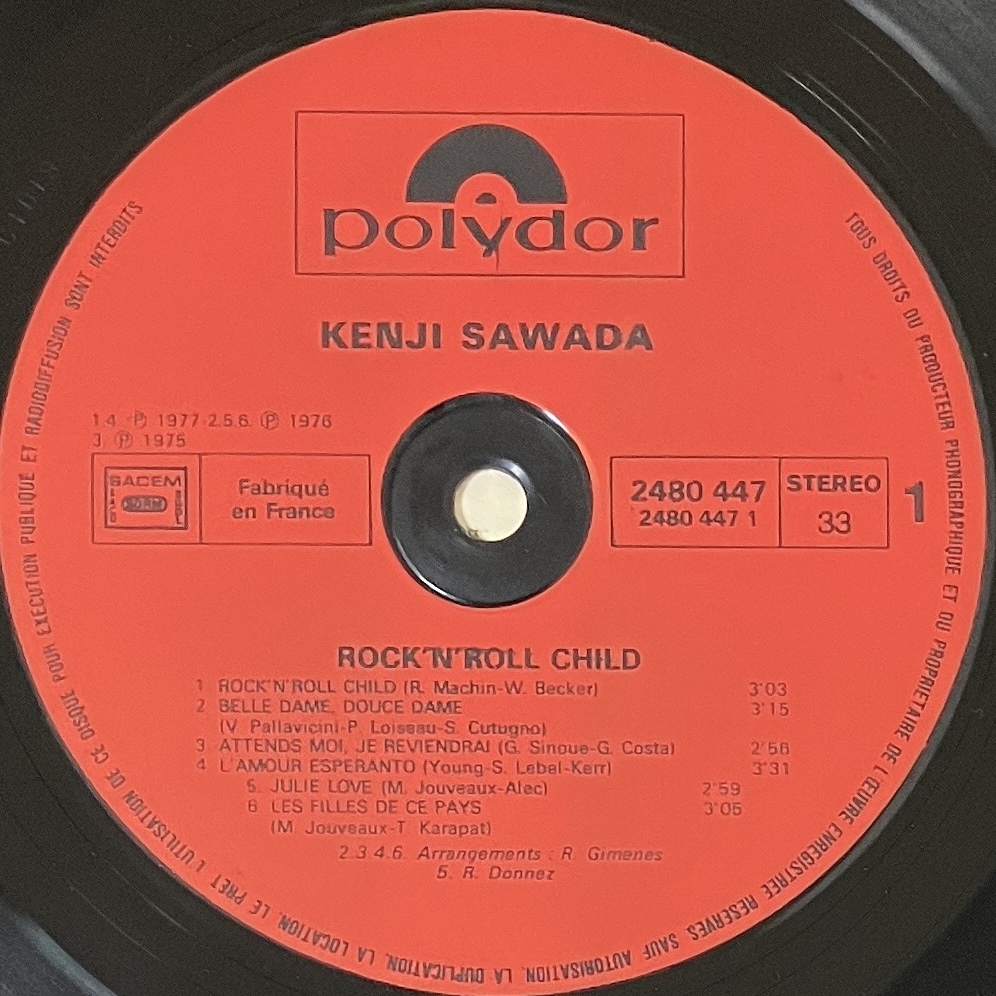 polydor
KENJI SAWADA
1.4. ℗ 1977-2.5.6. ℗ 1976
3. ℗ 1975
SACEM
Fabriqué
en France
2480 447
2480 447 1
STEREO
33
1
ROCK'N'ROLL CHILD
1 ROCK'N'ROLL CHILD (R. Machin-W. Becker) 3'03
2 BELLE DAME, DOUCE DAME 3'15
(V. Pallavicini-P. Loiseau-S. Cutugno)
3 ATTENDS MOI, JE REVIENDRAI (G. Sinoue-G. Costa) 2'56
4 L'AMOUR ESPERANTO (Young-S. Lebel-Kerr) 3'31
5. JULIE LOVE (M. Jouveaux-Alec) 2'59
6. LES FILLES DE CE PAYS 3'05
(M. Jouveaux-T. Karapat)
2.3.4.6. Arrangements : R. Gimenes
5. R. Donnez
TOUS DROITS DU PRODUCTEUR PHONOGRAPHIQUE ET DU PROPRIETAIRE DE L'ŒUVRE ENREGISTREE RESERVES. SAUF AUTORISATION, LA DUPLICATION, LA LOCATION, LE PRET, L'UTILISATION DE CE DISQUE POUR EXECUTION PUBLIQUE ET RADIODIFFUSION SONT INTERDITS